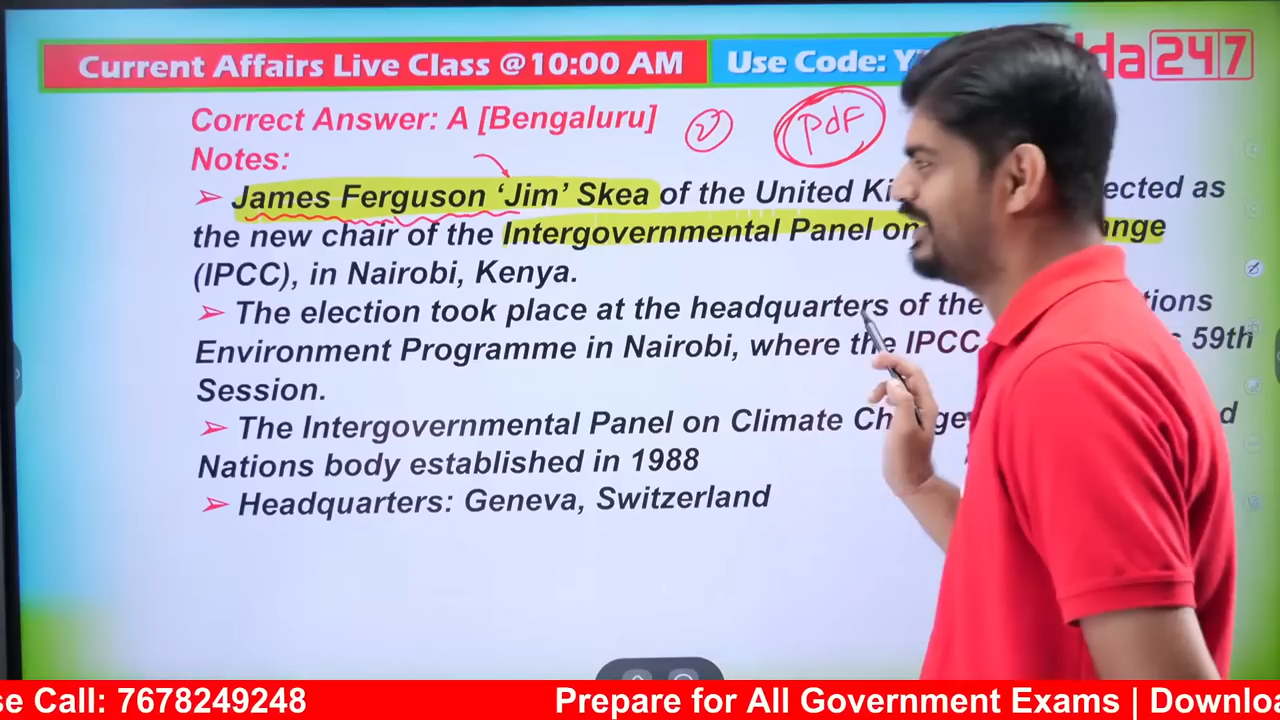 Current Affairs Live Class @10:00 AM
Use Code: Y
da 247
Correct Answer: A [Bengaluru]
pdf
Notes:
➢ James Ferguson ‘Jim’ Skea of the United Ki ected as
the new chair of the Intergovernmental Panel on ange
(IPCC), in Nairobi, Kenya.
➢ The election took place at the headquarters of the tions
Environment Programme in Nairobi, where the IPCC 59th
Session.
➢ The Intergovernmental Panel on Climate Ch ge d
Nations body established in 1988
➢ Headquarters: Geneva, Switzerland
se Call: 7678249248 Prepare for All Government Exams | Downloa